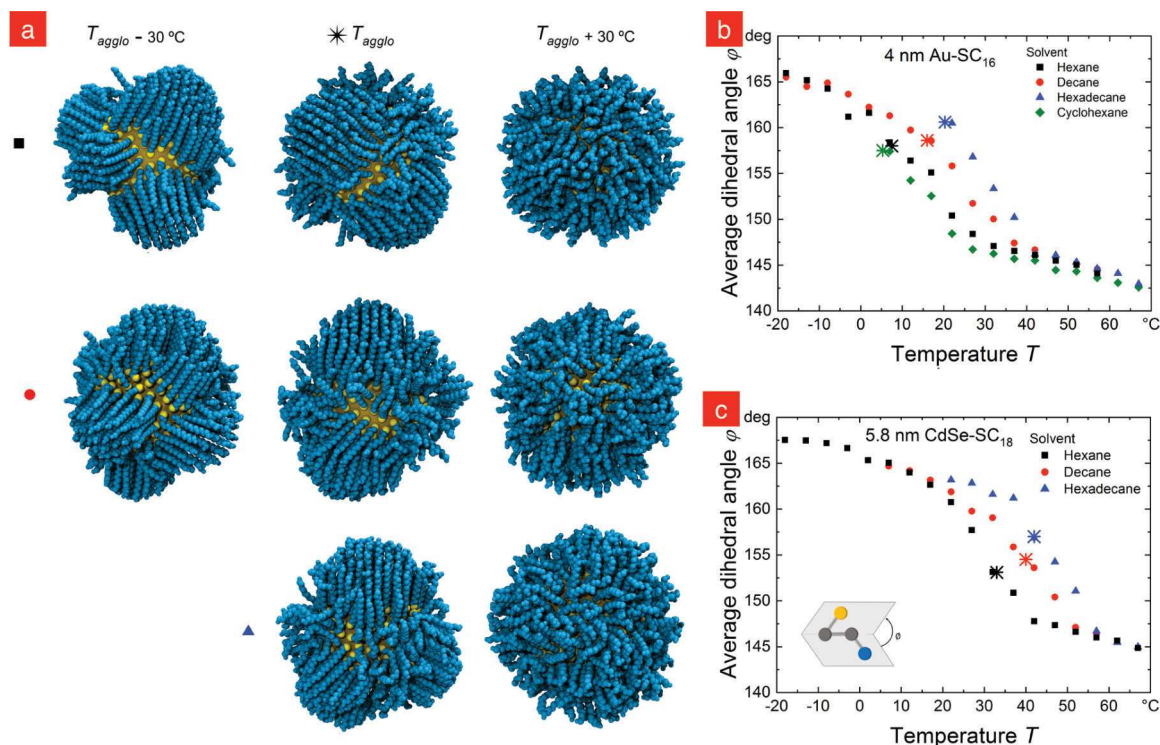 a
T_agglo − 30 ºC
✳ T_agglo
T_agglo + 30 ºC
b
deg
165
160
155
150
145
140
Average dihedral angle φ
4 nm Au-SC₁₆
Solvent
Hexane
Decane
Hexadecane
Cyclohexane
-20 -10 0 10 20 30 40 50 60 °C
Temperature T
c
deg
165
160
155
150
145
140
Average dihedral angle φ
5.8 nm CdSe-SC₁₈
Solvent
Hexane
Decane
Hexadecane
ø
-20 -10 0 10 20 30 40 50 60 °C
Temperature T